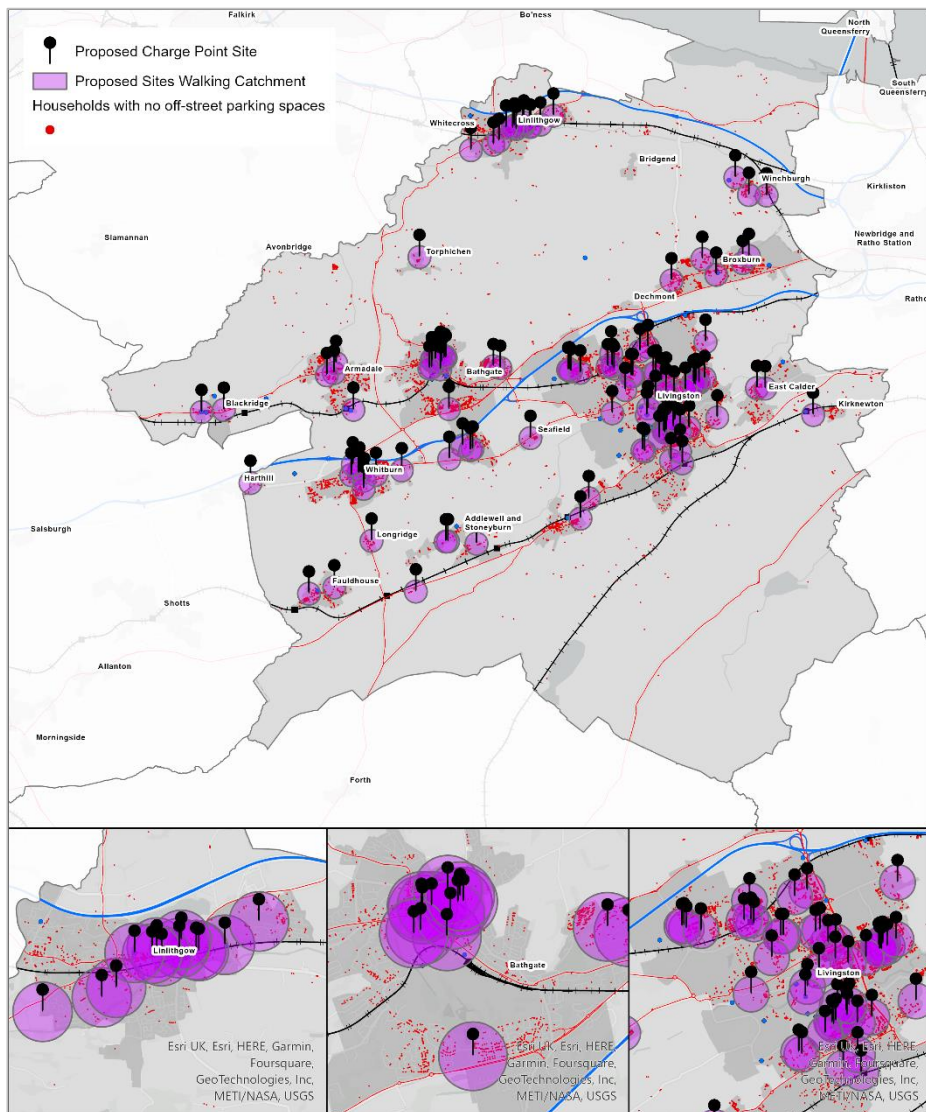 Falkirk
Bo'ness
North
Queensferry
South
Queensferry
Proposed Charge Point Site
Proposed Sites Walking Catchment
Households with no off-street parking spaces
Whitecross
Linlithgow
Bridgend
Winchburgh
Kirkliston
Slamannan
Avonbridge
Torphichen
Newbridge and
Ratho Station
Broxburn
Dechmont
Ratho
Armadale
Bathgate
Blackridge
Livingston
East Calder
Kirknewton
Seafield
Harthill
Whitburn
Salsburgh
Addiewell and
Stoneyburn
Longridge
Fauldhouse
Shotts
Allanton
Morningside
Forth
Linlithgow
Esri UK, Esri, HERE, Garmin,
Foursquare,
GeoTechnologies, Inc,
METI/NASA, USGS
Bathgate
Esri UK, Esri, HERE,
Garmin, Foursquare,
GeoTechnologies, Inc,
METI/NASA, USGS
Livingston
Esri UK, Esri, HERE,
Garmin, Foursquare,
GeoTechnologies, Inc,
METI/NASA, USGS